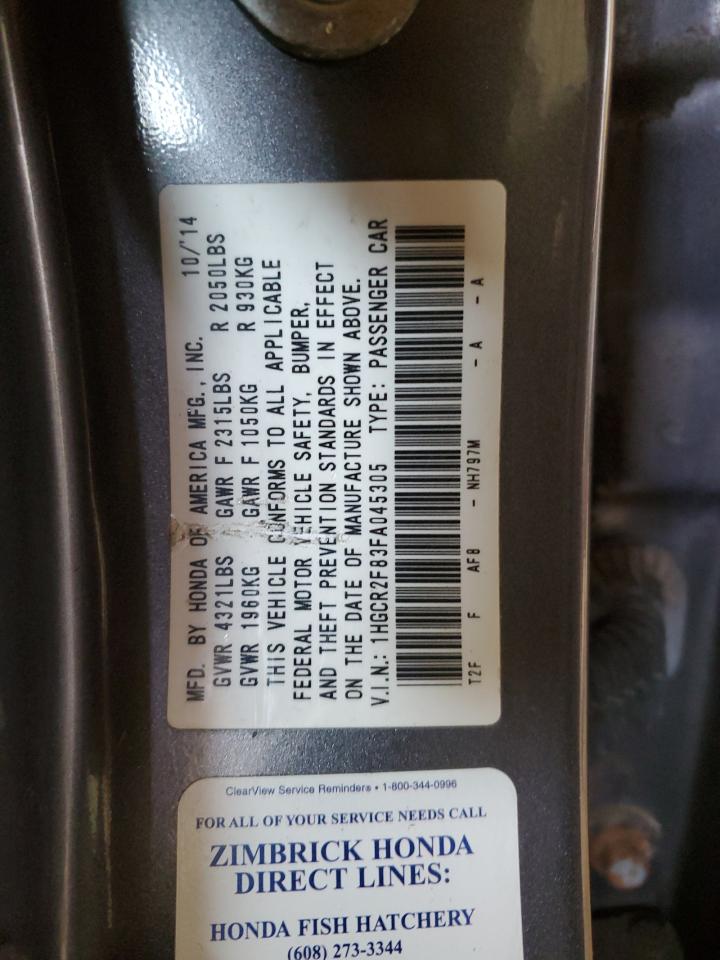 MFD. BY HONDA OF AMERICA MFG., INC. 10/'14
GVWR 4321LBS GAWR F 2315LBS R 2050LBS
GVWR 1960KG GAWR F 1050KG R 930KG
THIS VEHICLE CONFORMS TO ALL APPLICABLE
FEDERAL MOTOR VEHICLE SAFETY, BUMPER,
AND THEFT PREVENTION STANDARDS IN EFFECT
ON THE DATE OF MANUFACTURE SHOWN ABOVE.
V.I.N.: 1HGCR2F83FA045305 TYPE: PASSENGER CAR
T2F F AF8 - NH797M - A - A
ClearView Service Reminders • 1-800-344-0996
FOR ALL OF YOUR SERVICE NEEDS CALL
ZIMBRICK HONDA
DIRECT LINES:
HONDA FISH HATCHERY
(608) 273-3344